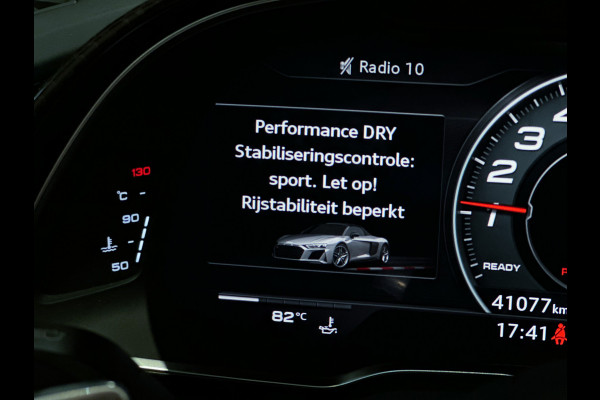 Radio 10
Performance DRY
Stabiliseringscontrole:
sport. Let op!
Rijstabiliteit beperkt
130
°C
90
50
4
3
2
1
READY
P
82°C
41077km
17:41